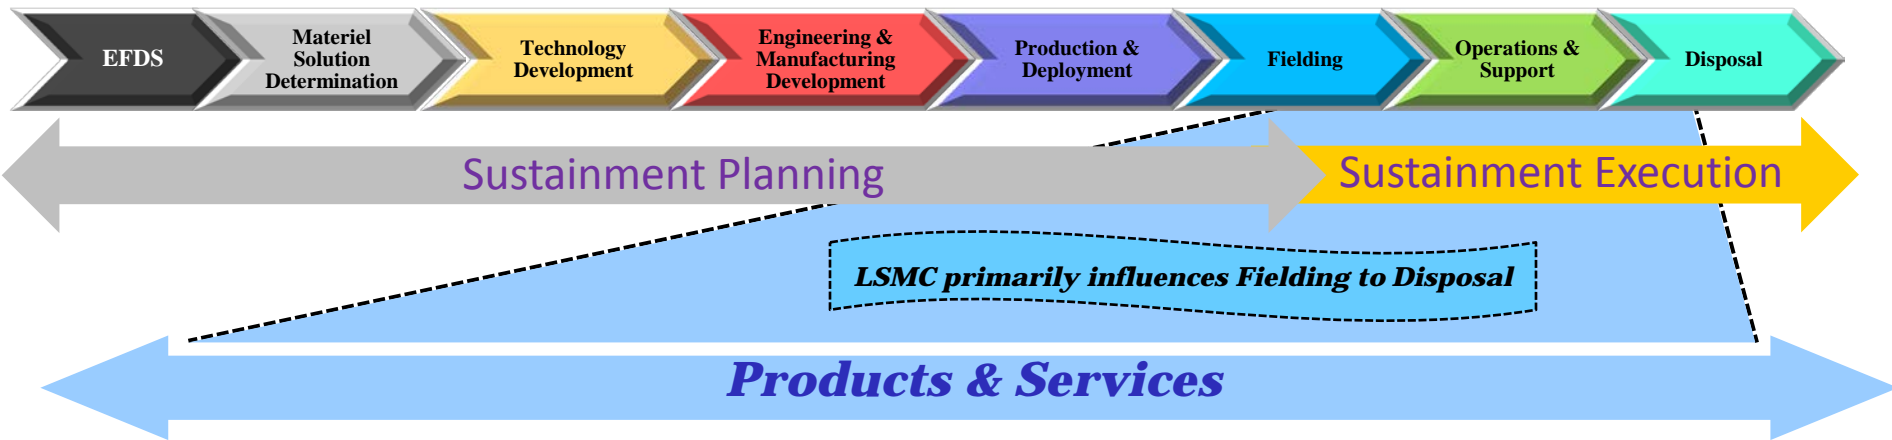 EFDS
Materiel
Solution
Determination
Technology
Development
Engineering &
Manufacturing
Development
Production &
Deployment
Fielding
Operations &
Support
Disposal
Sustainment Planning
Sustainment Execution
LSMC primarily influences Fielding to Disposal
Products & Services